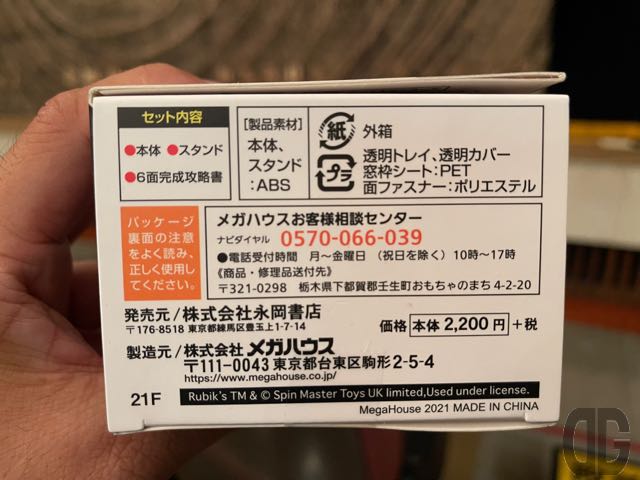 セット内容
●本体 ●スタンド
●6面完成攻略書
[製品素材]
本体、
スタンド
:ABS
紙 外箱
プラ
透明トレイ、透明カバー
窓枠シート:PET
面ファスナー:ポリエステル
パッケージ
裏面の注意
をよく読み、
正しく使用し
てください。
メガハウスお客様相談センター
ナビダイヤル 0570-066-039
●電話受付時間 月〜金曜日 (祝日を除く) 10時〜17時
《商品・修理品送付先》
〒321-0298 栃木県下都賀郡壬生町おもちゃのまち4-2-20
発売元/株式会社永岡書店
〒176-8518 東京都練馬区豊玉上1-7-14
価格 本体2,200円 +税
製造元/株式会社メガハウス
〒111-0043 東京都台東区駒形2-5-4
https://www.megahouse.co.jp/
21F
Rubik's TM & © Spin Master Toys UK limited,Used under license.
MegaHouse 2021 MADE IN CHINA
DG